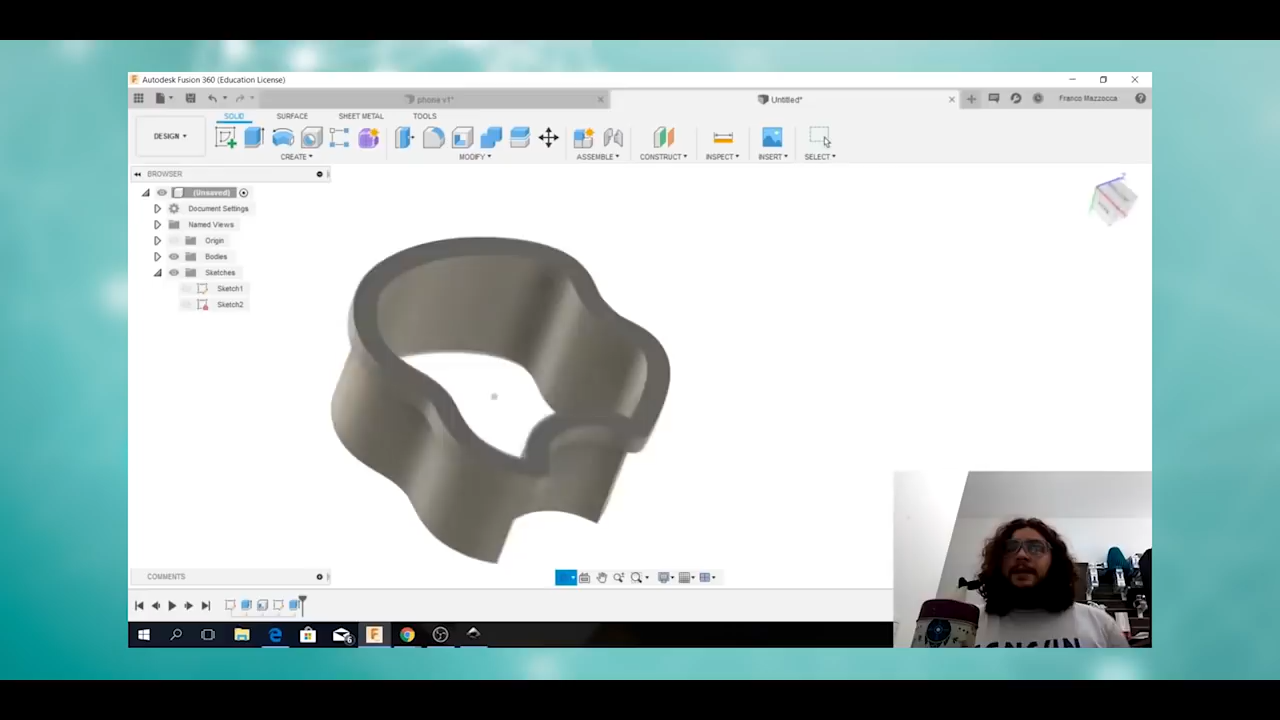 Autodesk Fusion 360 (Education License)
phone v1*
Untitled*
Franco Mazzocca
DESIGN
SOLID
SURFACE
SHEET METAL
TOOLS
CREATE
MODIFY
ASSEMBLE
CONSTRUCT
INSPECT
INSERT
SELECT
BROWSER
(Unsaved)
Document Settings
Named Views
Origin
Bodies
Sketches
Sketch1
Sketch2
COMMENTS